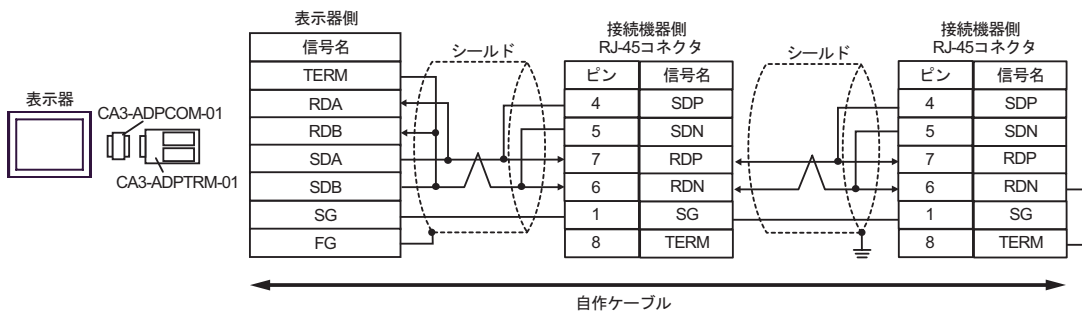 表示器
CA3-ADPCOM-01
CA3-ADPTRM-01
表示器側
信号名
TERM
RDA
RDB
SDA
SDB
SG
FG
シールド
接続機器側
RJ-45コネクタ
ピン 信号名
4 SDP
5 SDN
7 RDP
6 RDN
1 SG
8 TERM
シールド
接続機器側
RJ-45コネクタ
ピン 信号名
4 SDP
5 SDN
7 RDP
6 RDN
1 SG
8 TERM
自作ケーブル